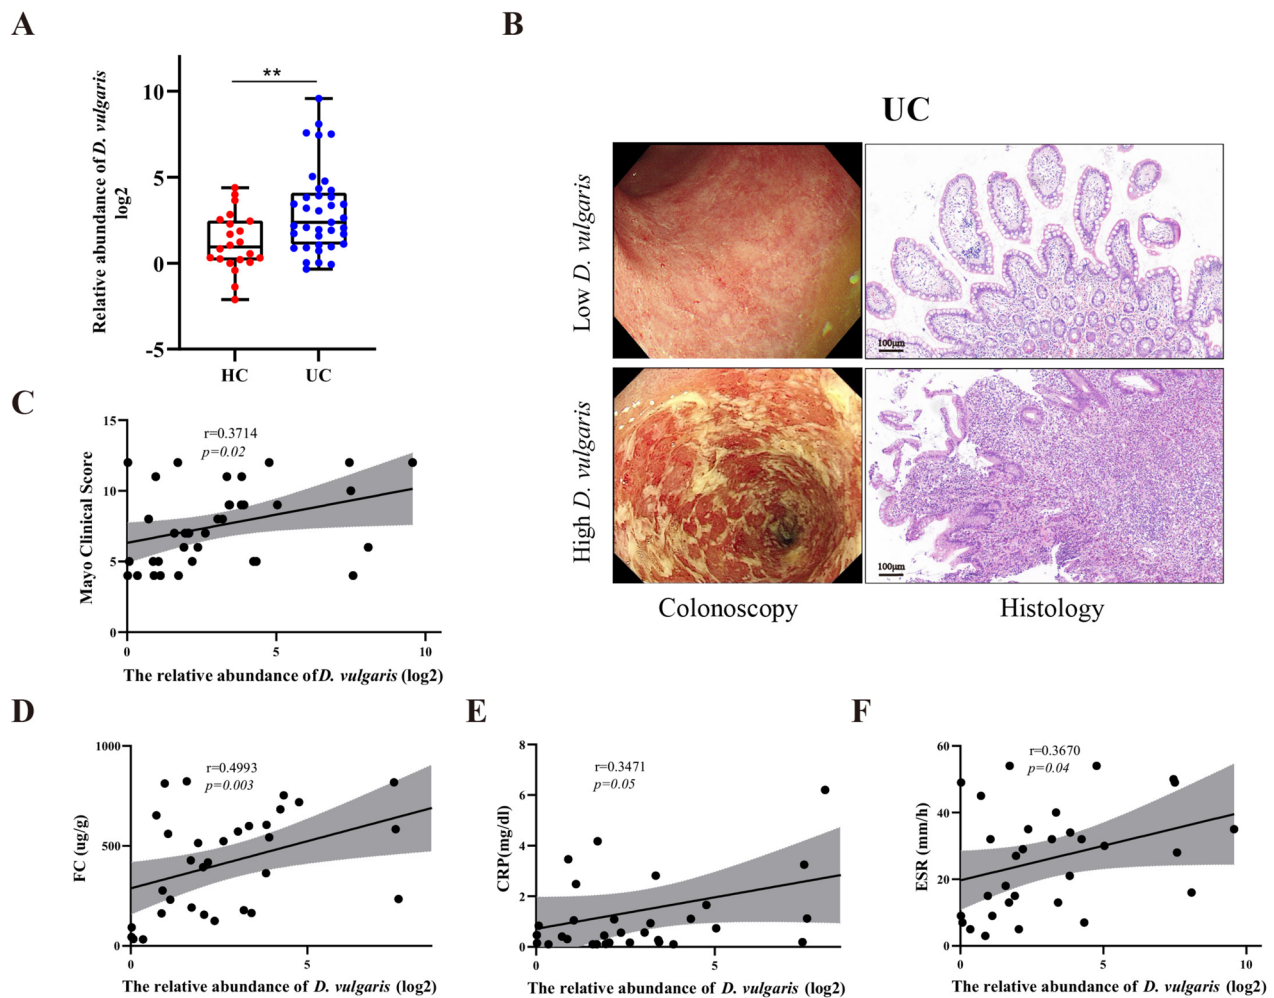 A
Relative abundance of D. vulgaris
log2
10
5
0
-5
**
HC
UC
B
UC
Low D. vulgaris
High D. vulgaris
100μm
100μm
Colonoscopy
Histology
C
Mayo Clinical Score
15
10
5
0
r=0.3714
p=0.02
0
5
10
The relative abundance of D. vulgaris (log2)
D
FC (ug/g)
1000
500
0
r=0.4993
p=0.003
0
5
The relative abundance of D. vulgaris (log2)
E
CRP(mg/dl)
8
6
4
2
0
r=0.3471
p=0.05
0
5
The relative abundance of D. vulgaris (log2)
F
ESR (mm/h)
60
40
20
0
r=0.3670
p=0.04
0
5
10
The relative abundance of D. vulgaris (log2)